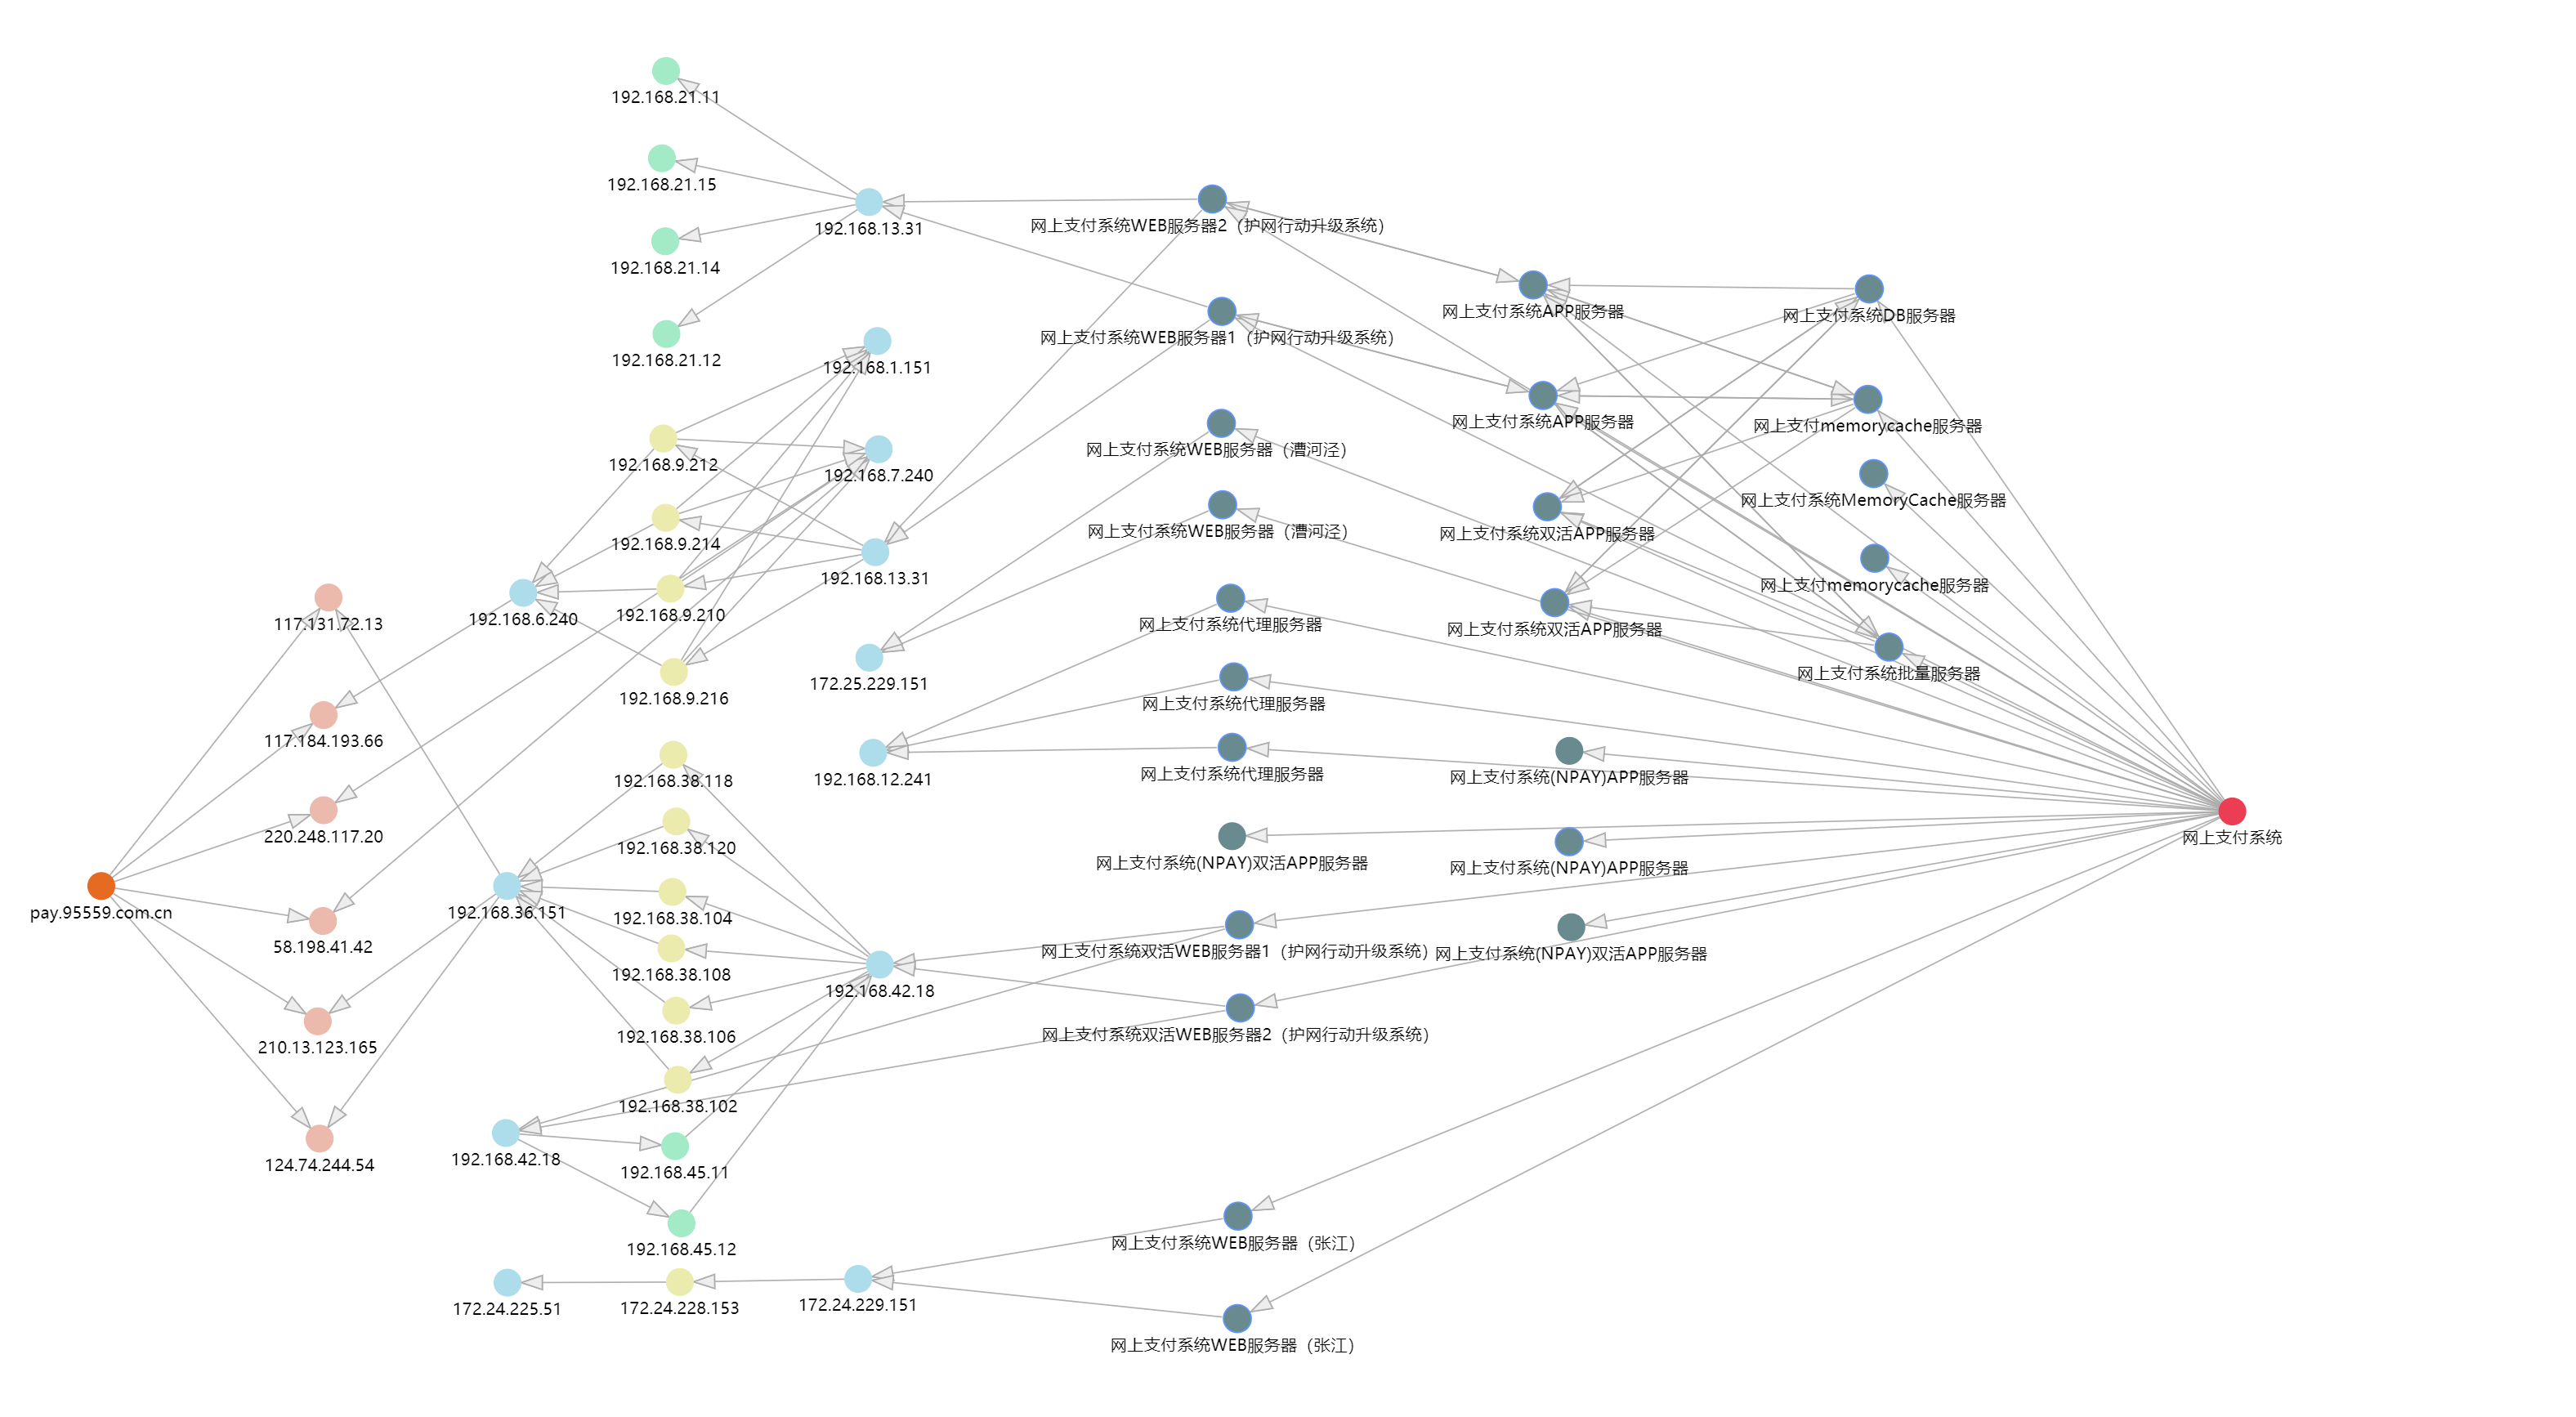 pay.95559.com.cn
117.131.72.13
117.184.193.66
220.248.117.20
58.198.41.42
210.13.123.165
124.74.244.54
192.168.6.240
192.168.36.151
192.168.42.18
172.24.225.51
192.168.21.11
192.168.21.15
192.168.21.14
192.168.21.12
192.168.9.212
192.168.9.214
192.168.9.210
192.168.9.216
192.168.38.118
192.168.38.120
192.168.38.104
192.168.38.108
192.168.38.106
192.168.38.102
192.168.45.11
192.168.45.12
172.24.228.153
192.168.13.31
192.168.1.151
192.168.7.240
192.168.13.31
172.25.229.151
192.168.12.241
192.168.42.18
172.24.229.151
网上支付系统WEB服务器2（护网行动升级系统）
网上支付系统WEB服务器1（护网行动升级系统）
网上支付系统WEB服务器（漕河泾）
网上支付系统WEB服务器（漕河泾）
网上支付系统代理服务器
网上支付系统代理服务器
网上支付系统代理服务器
网上支付系统(NPAY)双活APP服务器
网上支付系统双活WEB服务器1（护网行动升级系统）
网上支付系统双活WEB服务器2（护网行动升级系统）
网上支付系统WEB服务器（张江）
网上支付系统WEB服务器（张江）
网上支付系统APP服务器
网上支付系统APP服务器
网上支付系统双活APP服务器
网上支付系统双活APP服务器
网上支付系统(NPAY)APP服务器
网上支付系统(NPAY)APP服务器
网上支付系统(NPAY)双活APP服务器
网上支付系统DB服务器
网上支付memorycache服务器
网上支付系统MemoryCache服务器
网上支付memorycache服务器
网上支付系统批量服务器
网上支付系统